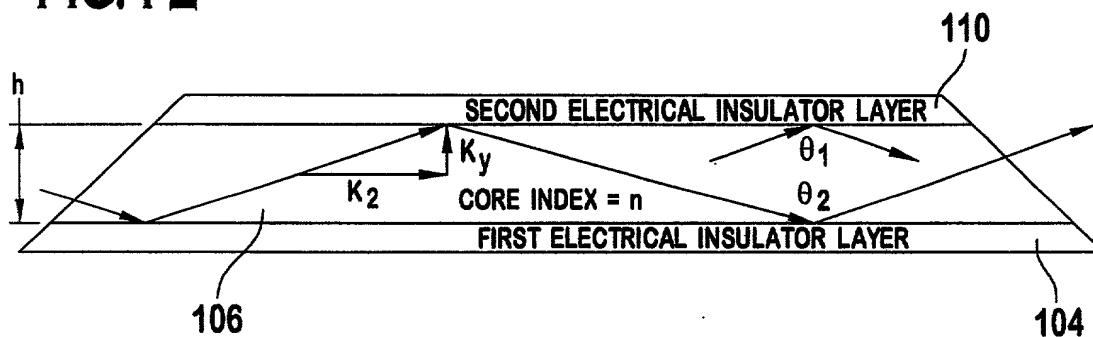 110
h
SECOND ELECTRICAL INSULATOR LAYER
Ky
θ1
K2
CORE INDEX = n
θ2
FIRST ELECTRICAL INSULATOR LAYER
106
104